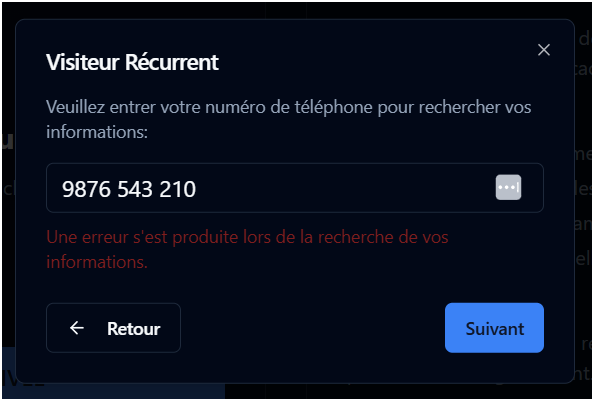 Visiteur Récurrent
Veuillez entrer votre numéro de téléphone pour rechercher vos
informations:
9876 543 210
Une erreur s'est produite lors de la recherche de vos
informations.
Retour
Suivant